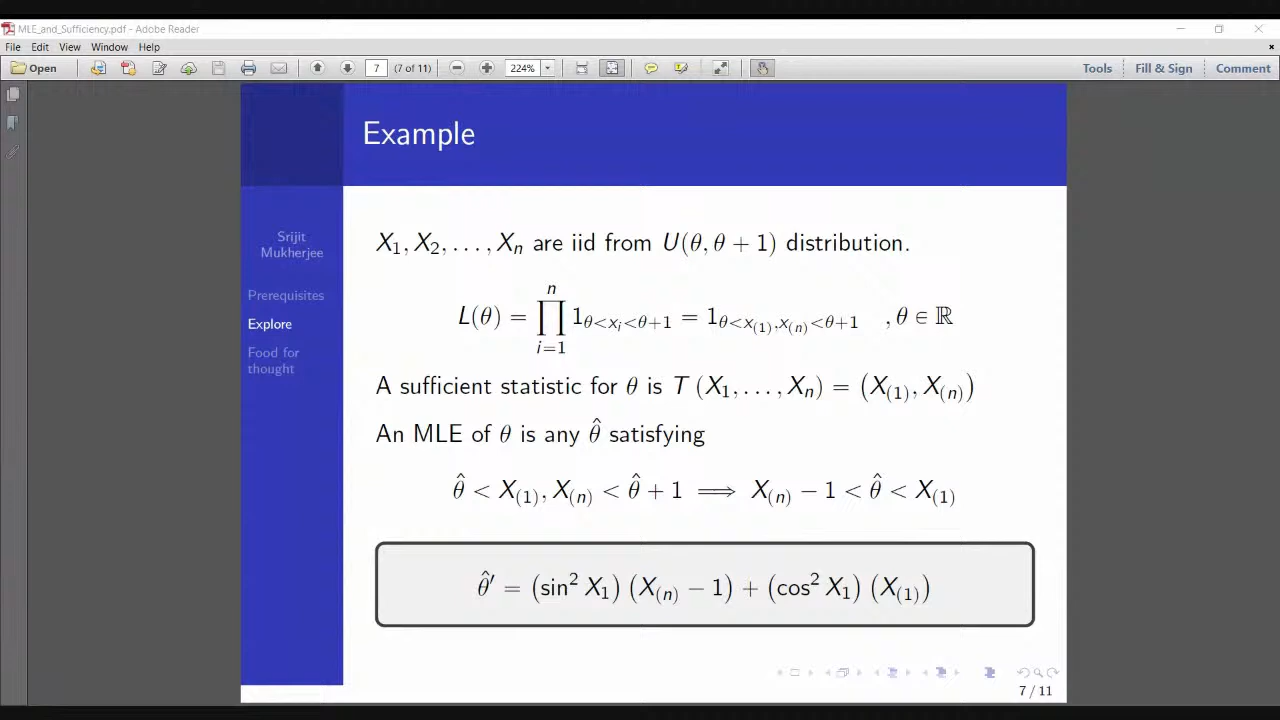 MLE_and_Sufficiency.pdf - Adobe Reader
File Edit View Window Help
Open 7 (7 of 11) 224% Tools Fill & Sign Comment
Example
Srijit
Mukherjee
Prerequisites
Explore
Food for
thought
X₁, X₂, . . . , Xₙ are iid from U(θ, θ + 1) distribution.
L(θ) = ∏ⁿᵢ₌₁ 1_{θ<xᵢ<θ+1} = 1_{θ<x₍₁₎,x₍ₙ₎<θ+1} , θ ∈ ℝ
A sufficient statistic for θ is T (X₁, . . . , Xₙ) = (X₍₁₎, X₍ₙ₎)
An MLE of θ is any θ̂ satisfying
θ̂ < X₍₁₎, X₍ₙ₎ < θ̂ + 1 ⟹ X₍ₙ₎ − 1 < θ̂ < X₍₁₎
θ̂′ = (sin² X₁) (X₍ₙ₎ − 1) + (cos² X₁) (X₍₁₎)
7 / 11